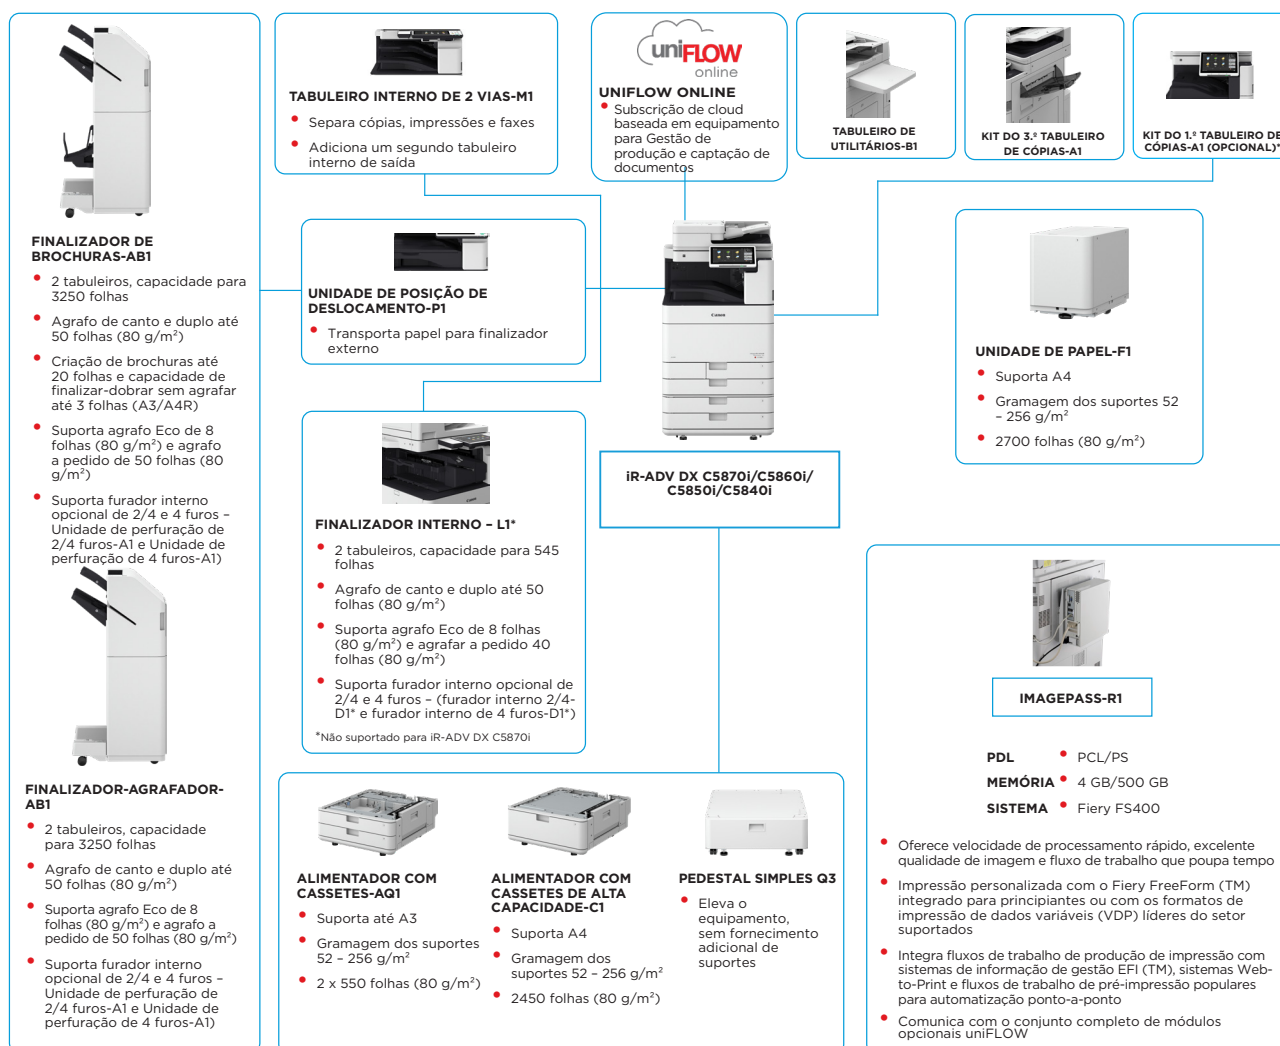 FINALIZADOR DE
BROCHURAS-AB1
• 2 tabuleiros, capacidade para
3250 folhas
• Agrafo de canto e duplo até
50 folhas (80 g/m²)
• Criação de brochuras até
20 folhas e capacidade de
finalizar-dobrar sem agrafar
até 3 folhas (A3/A4R)
• Suporta agrafo Eco de 8
folhas (80 g/m²) e agrafo
a pedido de 50 folhas (80
g/m²)
• Suporta furador interno
opcional de 2/4 e 4 furos –
Unidade de perfuração de
2/4 furos-A1 e Unidade de
perfuração de 4 furos-A1)
FINALIZADOR-AGRAFADOR-
AB1
• 2 tabuleiros, capacidade
para 3250 folhas
• Agrafo de canto e duplo até
50 folhas (80 g/m²)
• Suporta agrafo Eco de 8
folhas (80 g/m²) e agrafo a
pedido de 50 folhas (80 g/m²)
• Suporta furador interno
opcional de 2/4 e 4 furos –
Unidade de perfuração de
2/4 furos-A1 e Unidade de
perfuração de 4 furos-A1)
TABULEIRO INTERNO DE 2 VIAS-M1
• Separa cópias, impressões e faxes
• Adiciona um segundo tabuleiro
interno de saída
UNIDADE DE POSIÇÃO DE
DESLOCAMENTO-P1
• Transporta papel para finalizador
externo
FINALIZADOR INTERNO – L1*
• 2 tabuleiros, capacidade para 545
folhas
• Agrafo de canto e duplo até 50
folhas (80 g/m²)
• Suporta agrafo Eco de 8 folhas
(80 g/m²) e agrafar a pedido 40
folhas (80 g/m²)
• Suporta furador interno opcional de
2/4 e 4 furos – (furador interno 2/4-
D1* e furador interno de 4 furos-D1*)
*Não suportado para iR-ADV DX C5870i
uniFLOW
online
UNIFLOW ONLINE
• Subscrição de cloud
baseada em equipamento
para Gestão de
produção e captação de
documentos
Canon
iR-ADV DX C5870i/C5860i/
C5850i/C5840i
TABULEIRO DE
UTILITÁRIOS-B1
KIT DO 3.º TABULEIRO
DE CÓPIAS-A1
KIT DO 1.º TABULEIRO DE
CÓPIAS-A1 (OPCIONAL)*
UNIDADE DE PAPEL-F1
• Suporta A4
• Gramagem dos suportes 52
– 256 g/m²
• 2700 folhas (80 g/m²)
ALIMENTADOR COM
CASSETES-AQ1
• Suporta até A3
• Gramagem dos suportes
52 – 256 g/m²
• 2 x 550 folhas (80 g/m²)
ALIMENTADOR COM
CASSETES DE ALTA
CAPACIDADE-C1
• Suporta A4
• Gramagem dos
suportes 52 – 256 g/m²
• 2450 folhas (80 g/m²)
PEDESTAL SIMPLES Q3
• Eleva o
equipamento,
sem fornecimento
adicional de
suportes
IMAGEPASS-R1
PDL • PCL/PS
MEMÓRIA • 4 GB/500 GB
SISTEMA • Fiery FS400
• Oferece velocidade de processamento rápido, excelente
qualidade de imagem e fluxo de trabalho que poupa tempo
• Impressão personalizada com o Fiery FreeForm (TM)
integrado para principiantes ou com os formatos de
impressão de dados variáveis (VDP) líderes do setor
suportados
• Integra fluxos de trabalho de produção de impressão com
sistemas de informação de gestão EFI (TM), sistemas Web-
to-Print e fluxos de trabalho de pré-impressão populares
para automatização ponto-a-ponto
• Comunica com o conjunto completo de módulos
opcionais uniFLOW